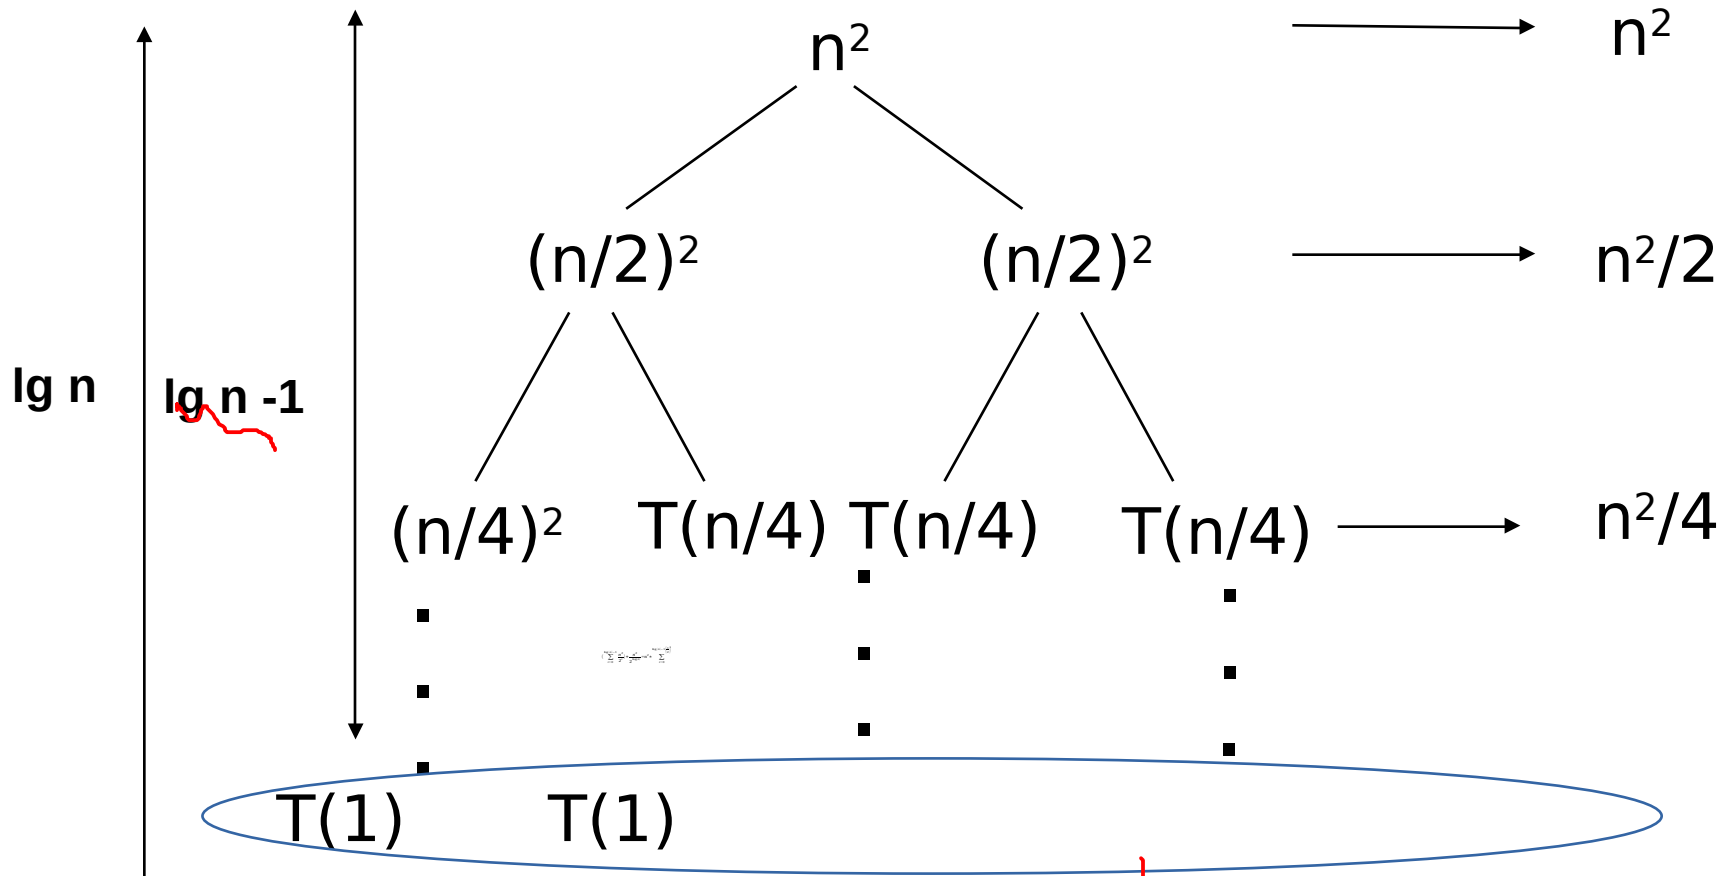 n² n²
(n/2)² (n/2)² n²/2
lg n lg n -1
(n/4)² T(n/4) T(n/4) T(n/4) n²/4
T(1) T(1)